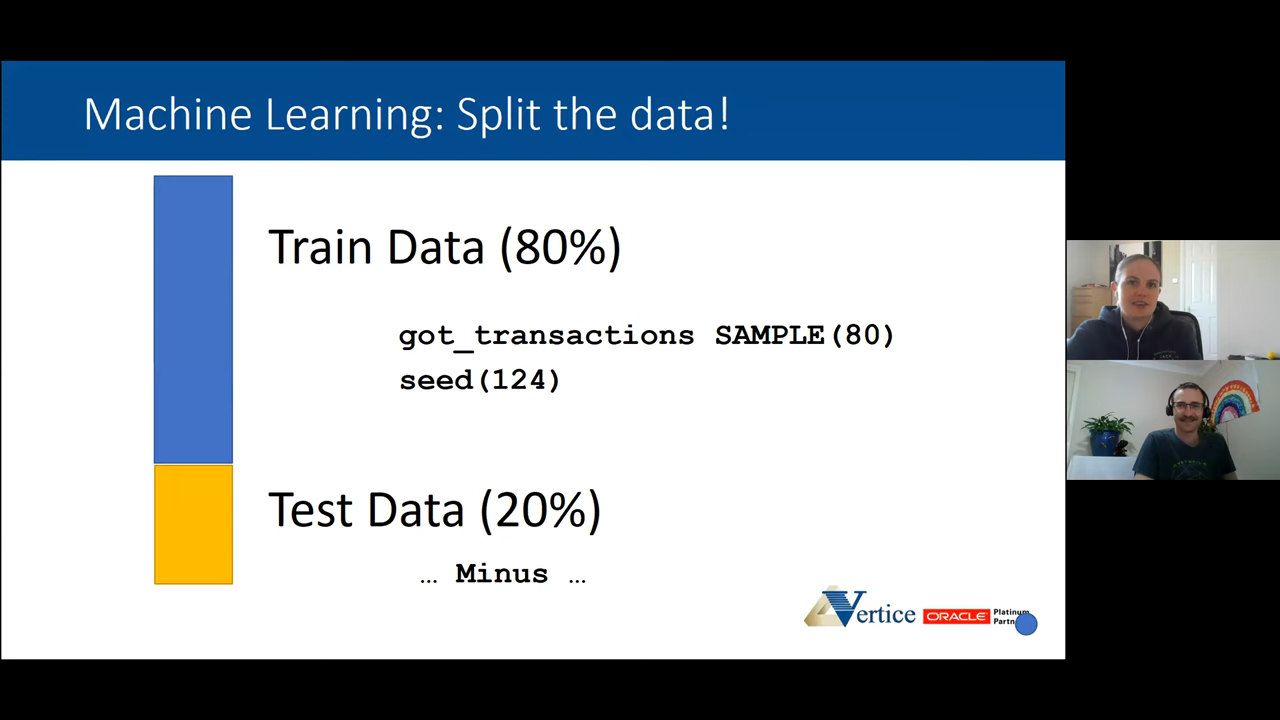 Machine Learning: Split the data!
Train Data (80%)
got_transactions SAMPLE(80)
seed(124)
Test Data (20%)
… Minus …
Vertice
ORACLE
Platinum